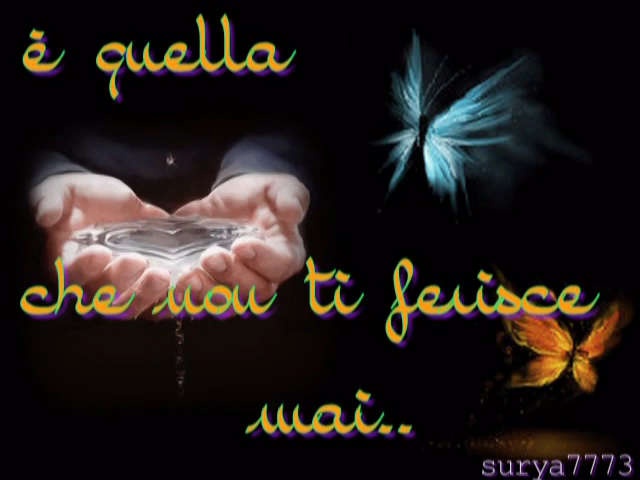 è quella
che non ti ferisce
mai..
surya7773